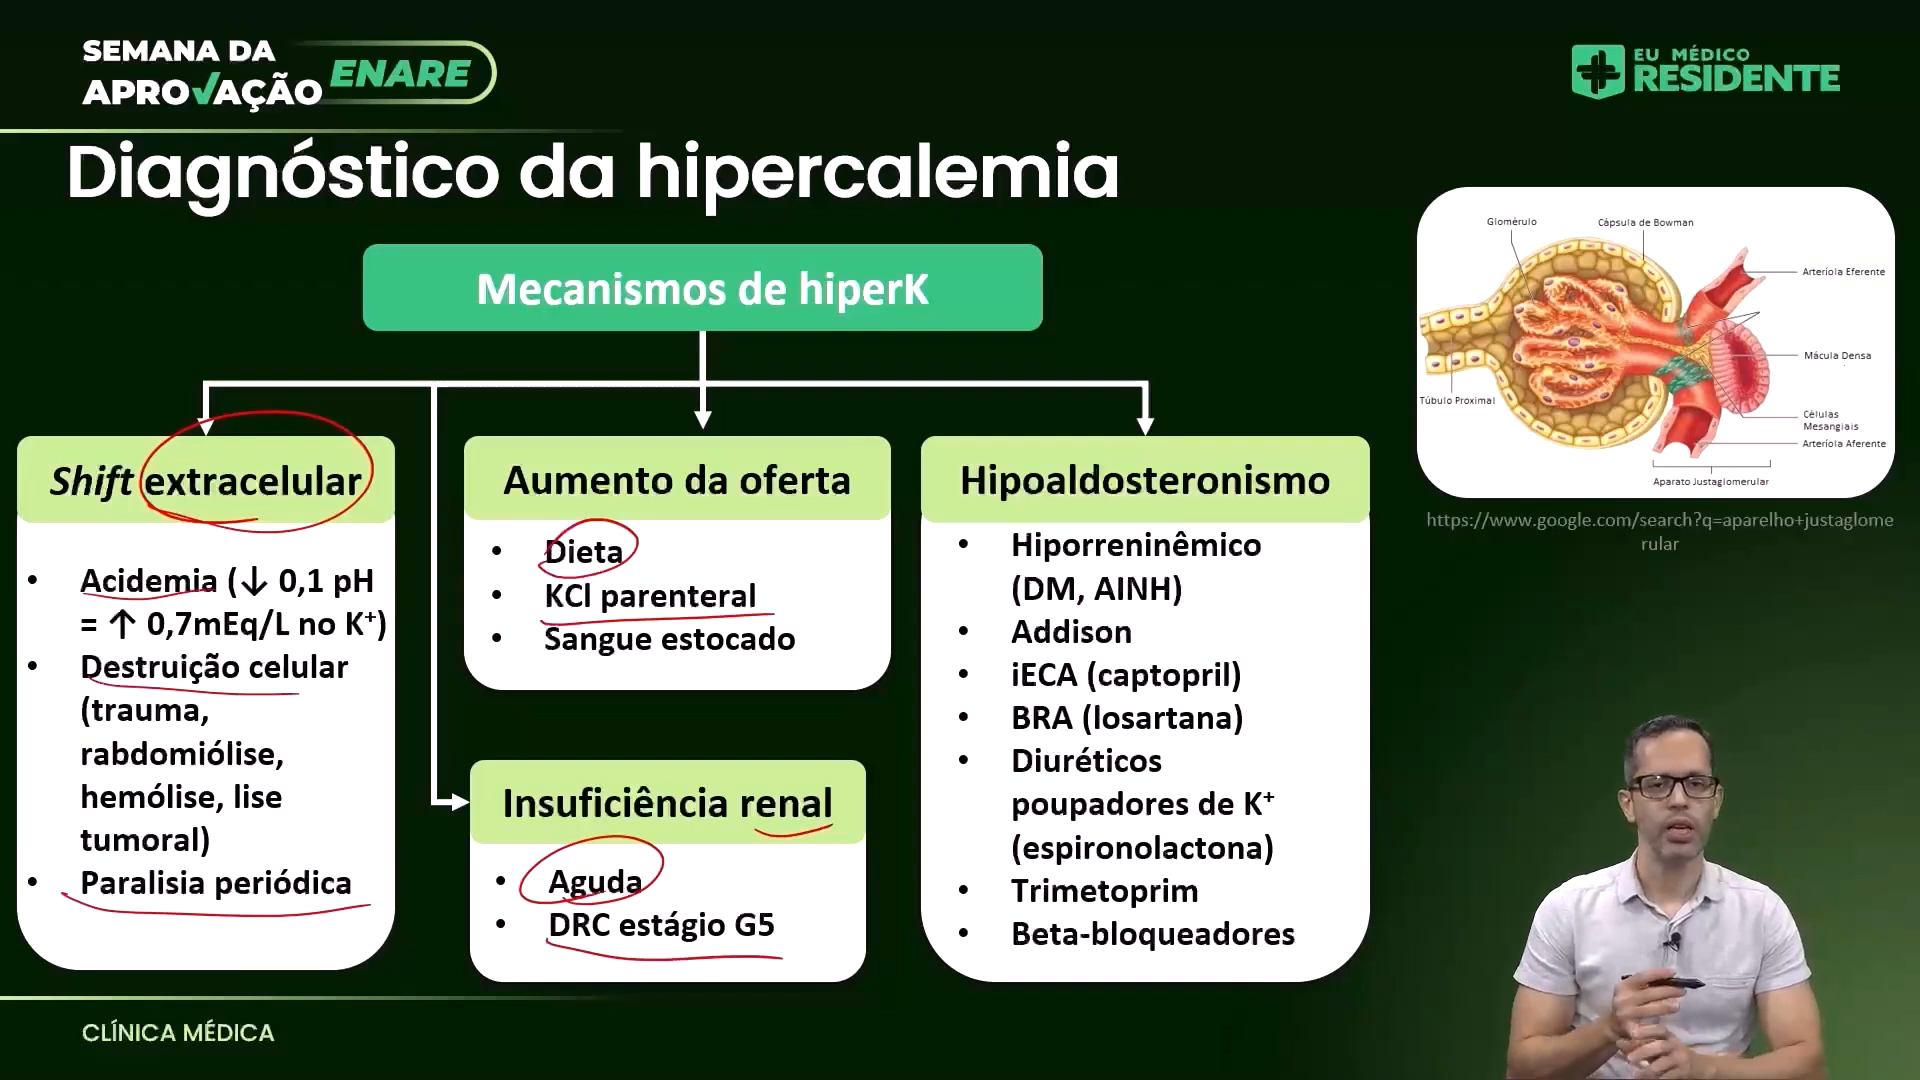 SEMANA DA
APROVAÇÃO ENARE
EU MÉDICO
RESIDENTE
Diagnóstico da hipercalemia
Mecanismos de hiperK
Shift extracelular
• Acidemia (↓ 0,1 pH
= ↑ 0,7mEq/L no K⁺)
• Destruição celular
(trauma,
rabdomiólise,
hemólise, lise
tumoral)
• Paralisia periódica
Aumento da oferta
• Dieta
• KCl parenteral
• Sangue estocado
Insuficiência renal
• Aguda
• DRC estágio G5
Hipoaldosteronismo
• Hiporreninêmico
(DM, AINH)
• Addison
• iECA (captopril)
• BRA (losartana)
• Diuréticos
poupadores de K⁺
(espironolactona)
• Trimetoprim
• Beta-bloqueadores
Glomérulo
Cápsula de Bowman
Arteríola Eferente
Mácula Densa
Túbulo Proximal
Células
Mesangiais
Arteríola Aferente
Aparato Justaglomerular
https://www.google.com/search?q=aparelho+justaglome
rular
CLÍNICA MÉDICA